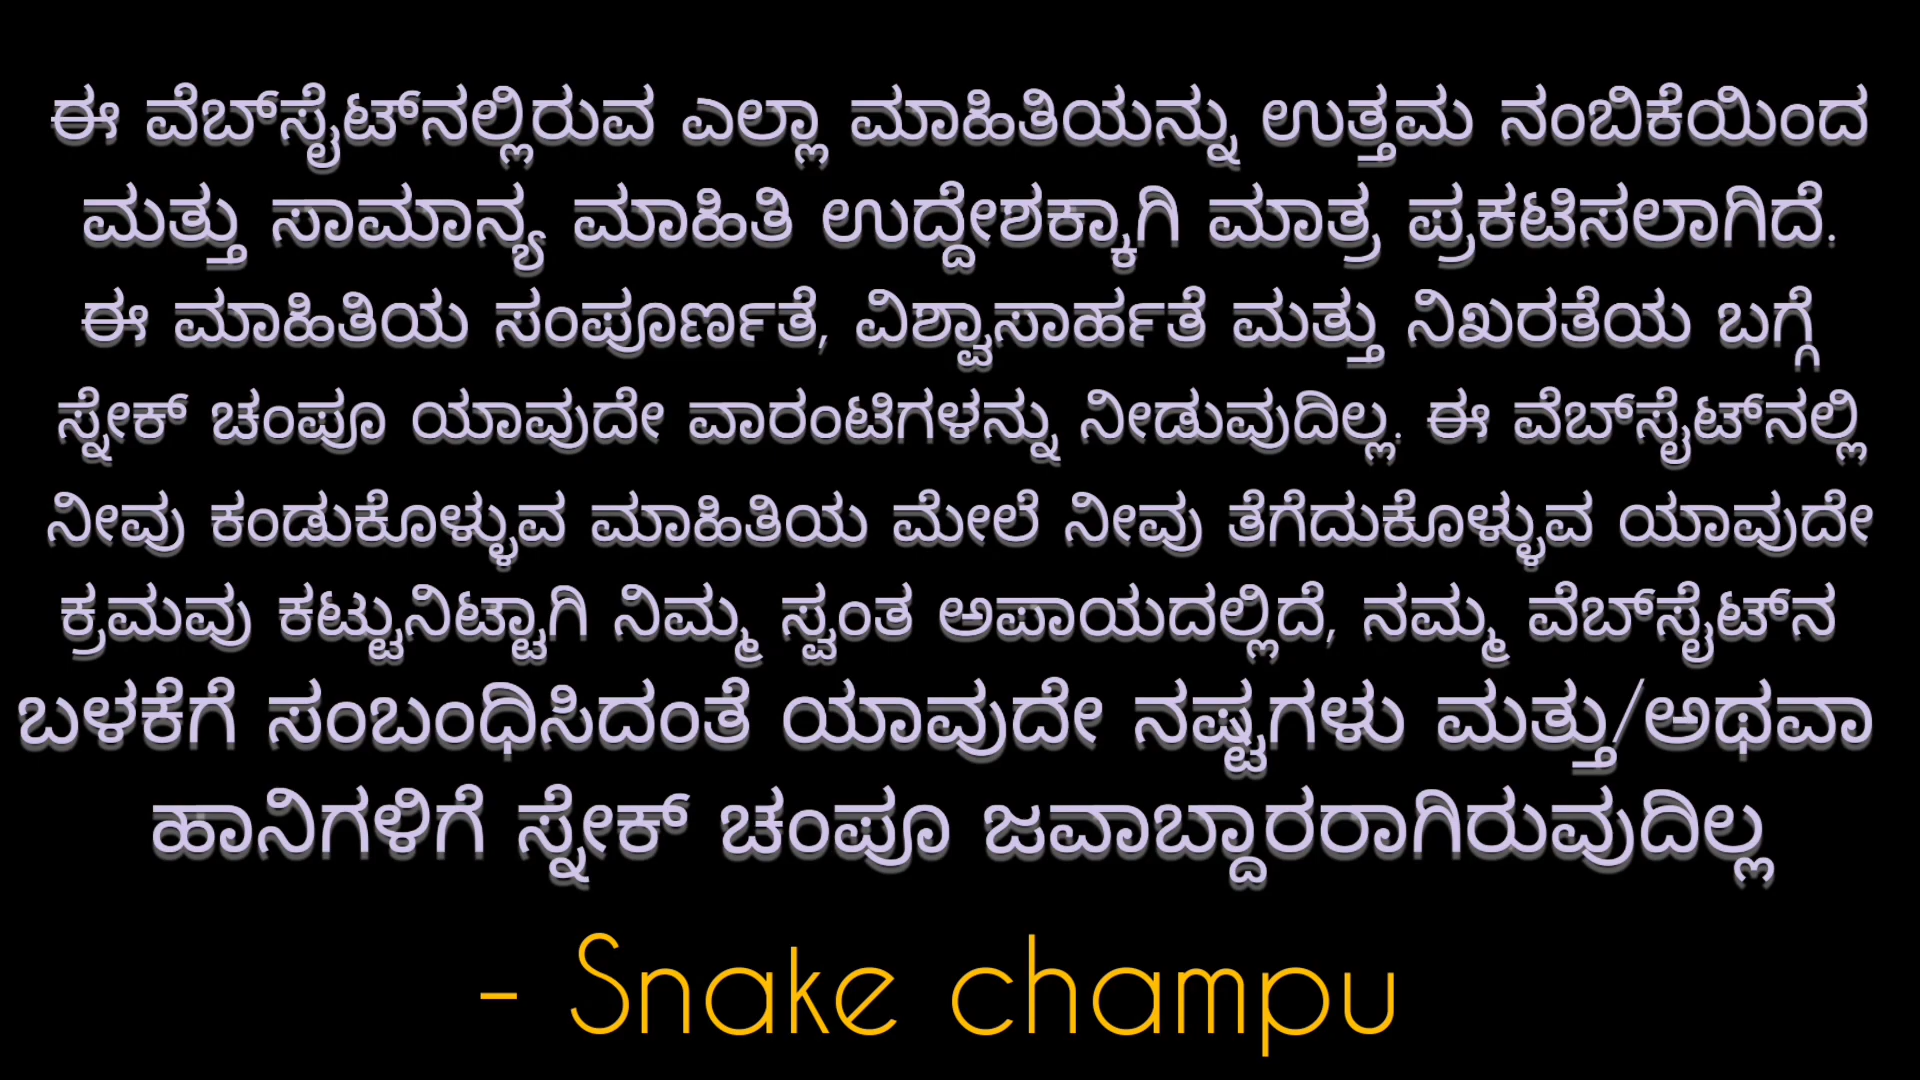 ಈ ವೆಬ್‌ಸೈಟ್‌ನಲ್ಲಿರುವ ಎಲ್ಲಾ ಮಾಹಿತಿಯನ್ನು ಉತ್ತಮ ನಂಬಿಕೆಯಿಂದ
ಮತ್ತು ಸಾಮಾನ್ಯ ಮಾಹಿತಿ ಉದ್ದೇಶಕ್ಕಾಗಿ ಮಾತ್ರ ಪ್ರಕಟಿಸಲಾಗಿದೆ.
ಈ ಮಾಹಿತಿಯ ಸಂಪೂರ್ಣತೆ, ವಿಶ್ವಾಸಾರ್ಹತೆ ಮತ್ತು ನಿಖರತೆಯ ಬಗ್ಗೆ
ಸ್ನೇಕ್ ಚಂಪೂ ಯಾವುದೇ ವಾರಂಟಿಗಳನ್ನು ನೀಡುವುದಿಲ್ಲ. ಈ ವೆಬ್‌ಸೈಟ್‌ನಲ್ಲಿ
ನೀವು ಕಂಡುಕೊಳ್ಳುವ ಮಾಹಿತಿಯ ಮೇಲೆ ನೀವು ತೆಗೆದುಕೊಳ್ಳುವ ಯಾವುದೇ
ಕ್ರಮವು ಕಟ್ಟುನಿಟ್ಟಾಗಿ ನಿಮ್ಮ ಸ್ವಂತ ಅಪಾಯದಲ್ಲಿದೆ, ನಮ್ಮ ವೆಬ್‌ಸೈಟ್‌ನ
ಬಳಕೆಗೆ ಸಂಬಂಧಿಸಿದಂತೆ ಯಾವುದೇ ನಷ್ಟಗಳು ಮತ್ತು/ಅಥವಾ
ಹಾನಿಗಳಿಗೆ ಸ್ನೇಕ್ ಚಂಪೂ ಜವಾಬ್ದಾರರಾಗಿರುವುದಿಲ್ಲ
- Snake champu